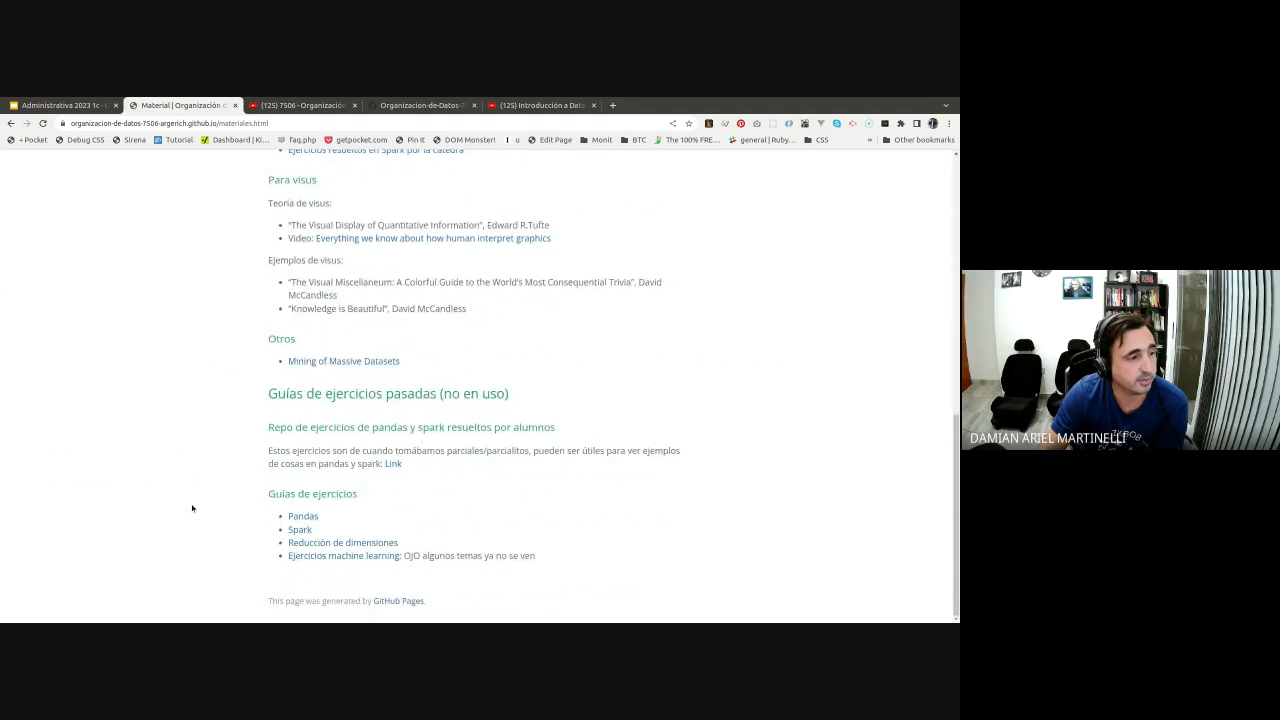 Administrativa 2023 1c - G
Material | Organización d
(125) 7506 - Organización
Organizacion-de-Datos-7
(125) Introducción a Data
organizacion-de-datos-7506-argerich.github.io/materiales.html
+ Pocket
Debug CSS
Sirena
Tutorial
Dashboard | Ki...
faq.php
getpocket.com
Pin It
DOM Monster!
u
Edit Page
Monit
BTC
The 100% FRE...
general | Ruby...
CSS
»
Other bookmarks
Ejercicios resueltos en Spark por la cátedra
Para visus
Teoría de visus:
• “The Visual Display of Quantitative Information”, Edward R.Tufte
• Video: Everything we know about how human interpret graphics
Ejemplos de visus:
• “The Visual Miscellaneum: A Colorful Guide to the World’s Most Consequential Trivia”, David
McCandless
• “Knowledge is Beautiful”, David McCandless
Otros
• Mining of Massive Datasets
Guías de ejercicios pasadas (no en uso)
Repo de ejercicios de pandas y spark resueltos por alumnos
Estos ejercicios son de cuando tomábamos parciales/parcialitos, pueden ser útiles para ver ejemplos
de cosas en pandas y spark: Link
Guías de ejercicios
• Pandas
• Spark
• Reducción de dimensiones
• Ejercicios machine learning: OJO algunos temas ya no se ven
This page was generated by GitHub Pages.
DAMIAN ARIEL MARTINELLI